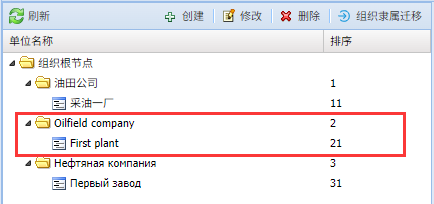 刷新 创建 修改 删除 组织隶属迁移
单位名称 排序
组织根节点
油田公司 1
采油一厂 11
Oilfield company 2
First plant 21
Нефтяная компания 3
Первый завод 31